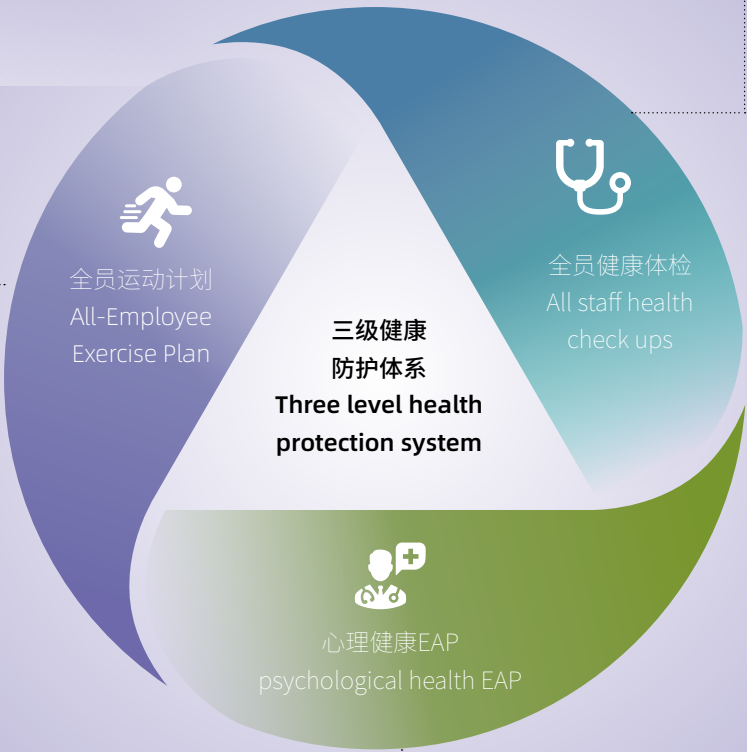 全员运动计划
All-Employee
Exercise Plan
全员健康体检
All staff health
check ups
三级健康
防护体系
Three level health
protection system
心理健康EAP
psychological health EAP